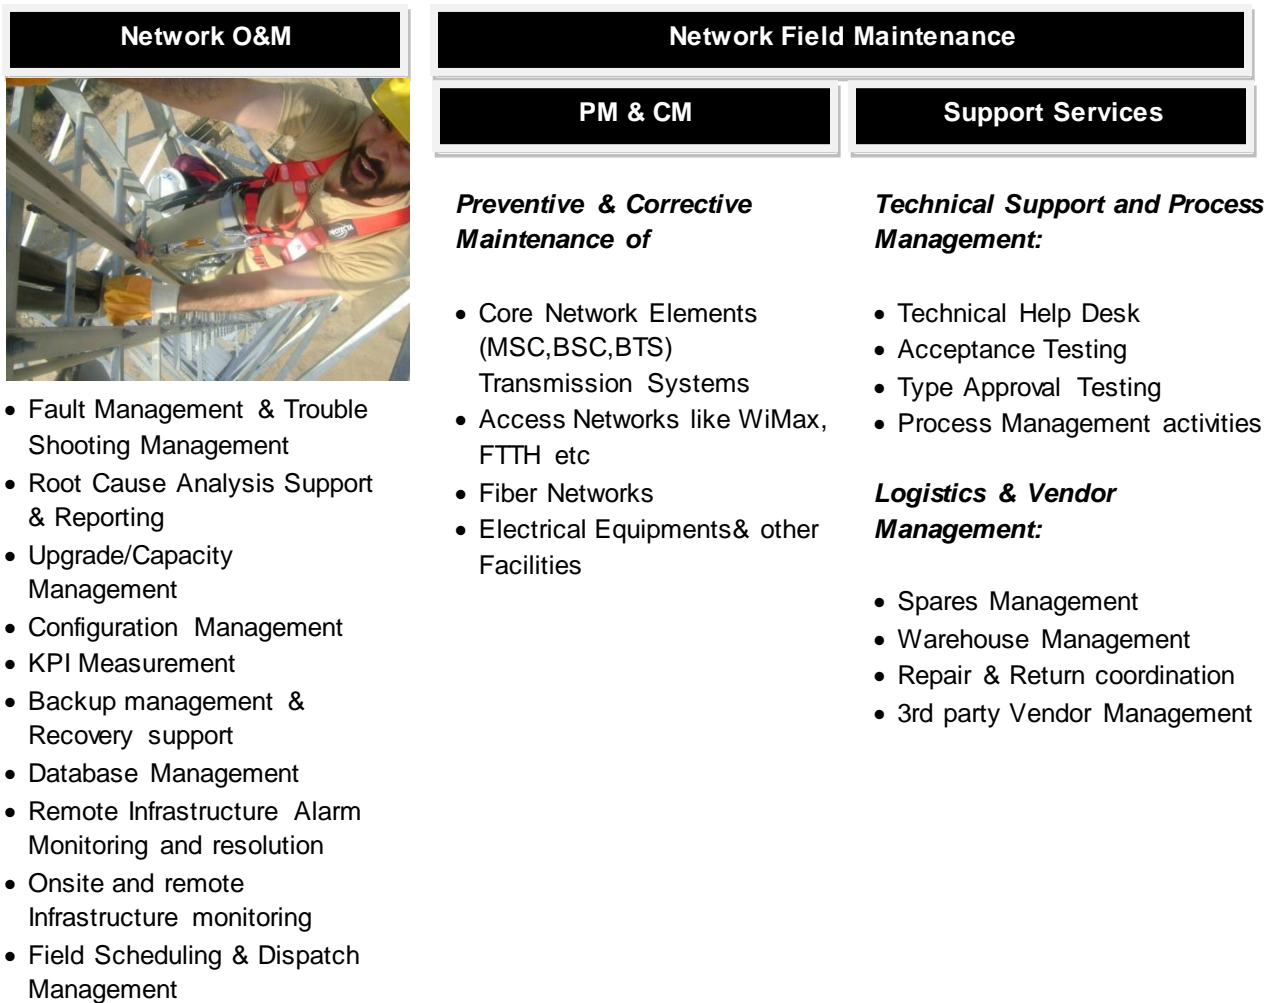 Network O&M
Fault Management & Trouble
Shooting Management
Root Cause Analysis Support
& Reporting
Upgrade/Capacity
Management
Configuration Management
KPI Measurement
Backup management &
Recovery support
Database Management
Remote Infrastructure Alarm
Monitoring and resolution
Onsite and remote
Infrastructure monitoring
Field Scheduling & Dispatch
Management
Network Field Maintenance
PM & CM
Preventive & Corrective
Maintenance of
Core Network Elements
(MSC,BSC,BTS)
Transmission Systems
Access Networks like WiMax,
FTTH etc
Fiber Networks
Electrical Equipments& other
Facilities
Support Services
Technical Support and Process
Management:
Technical Help Desk
Acceptance Testing
Type Approval Testing
Process Management activities
Logistics & Vendor
Management:
Spares Management
Warehouse Management
Repair & Return coordination
3rd party Vendor Management